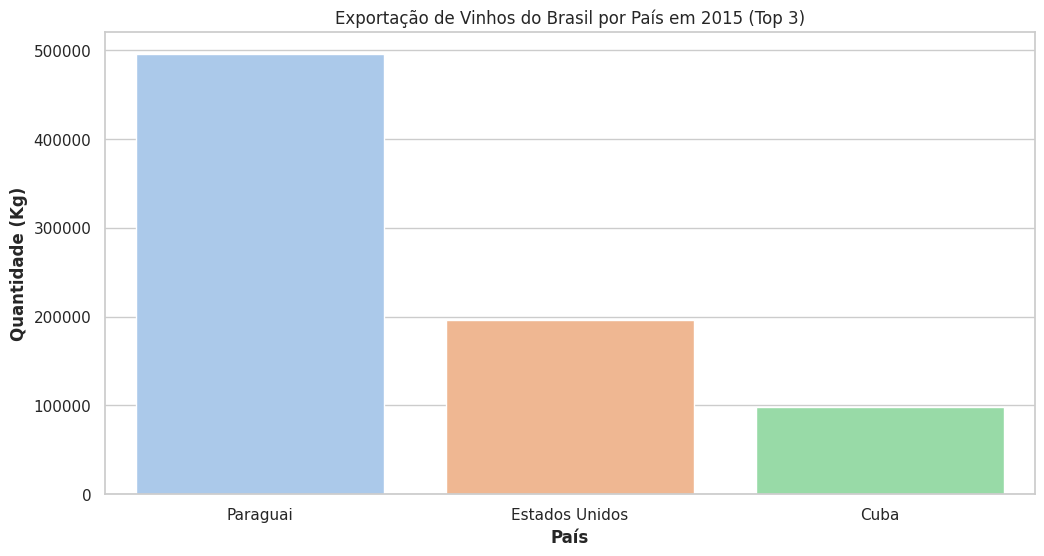 Exportação de Vinhos do Brasil por País em 2015 (Top 3)
Quantidade (Kg)
500000
400000
300000
200000
100000
0
Paraguai
Estados Unidos
Cuba
País